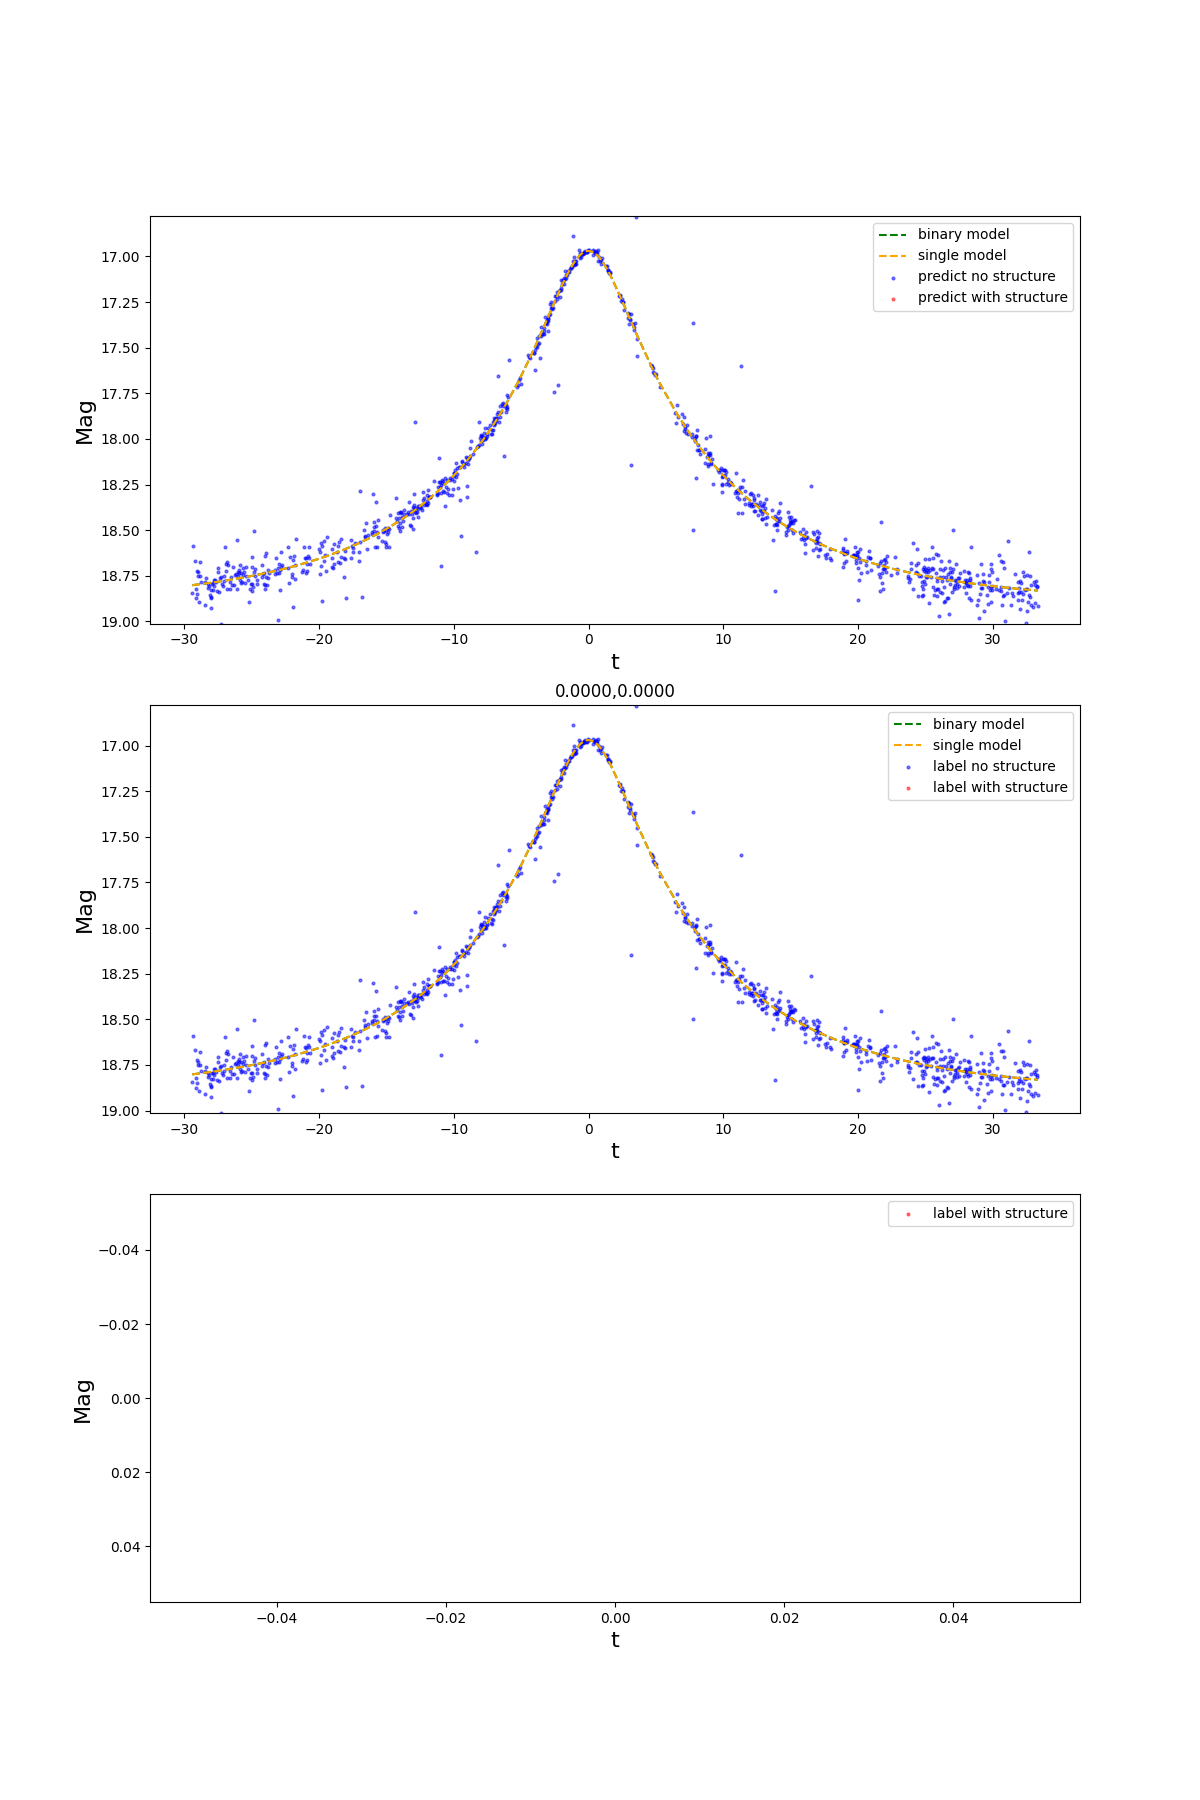 binary model
single model
predict no structure
predict with structure
17.00
17.25
17.50
17.75
18.00
18.25
18.50
18.75
19.00
Mag
−30 −20 −10 0 10 20 30
t
0.0000,0.0000
binary model
single model
label no structure
label with structure
17.00
17.25
17.50
17.75
18.00
18.25
18.50
18.75
19.00
Mag
−30 −20 −10 0 10 20 30
t
label with structure
−0.04
−0.02
0.00
0.02
0.04
Mag
−0.04 −0.02 0.00 0.02 0.04
t